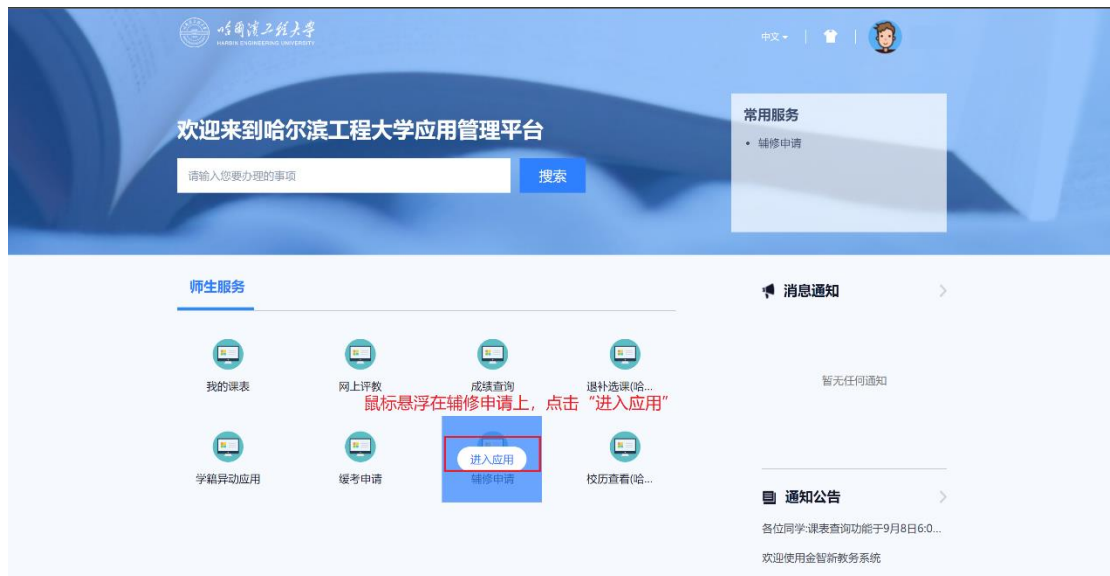 哈尔滨工程大学
HARBIN ENGINEERING UNIVERSITY
中文
欢迎来到哈尔滨工程大学应用管理平台
请输入您要办理的事项
搜索
常用服务
• 辅修申请
师生服务
我的课表
网上评教
成绩查询
退补选课(哈...
鼠标悬浮在辅修申请上，点击“进入应用”
进入应用
学籍异动应用
缓考申请
辅修申请
校历查看(哈...
消息通知
暂无任何通知
通知公告
各位同学:课表查询功能于9月8日6:0...
欢迎使用金智新教务系统